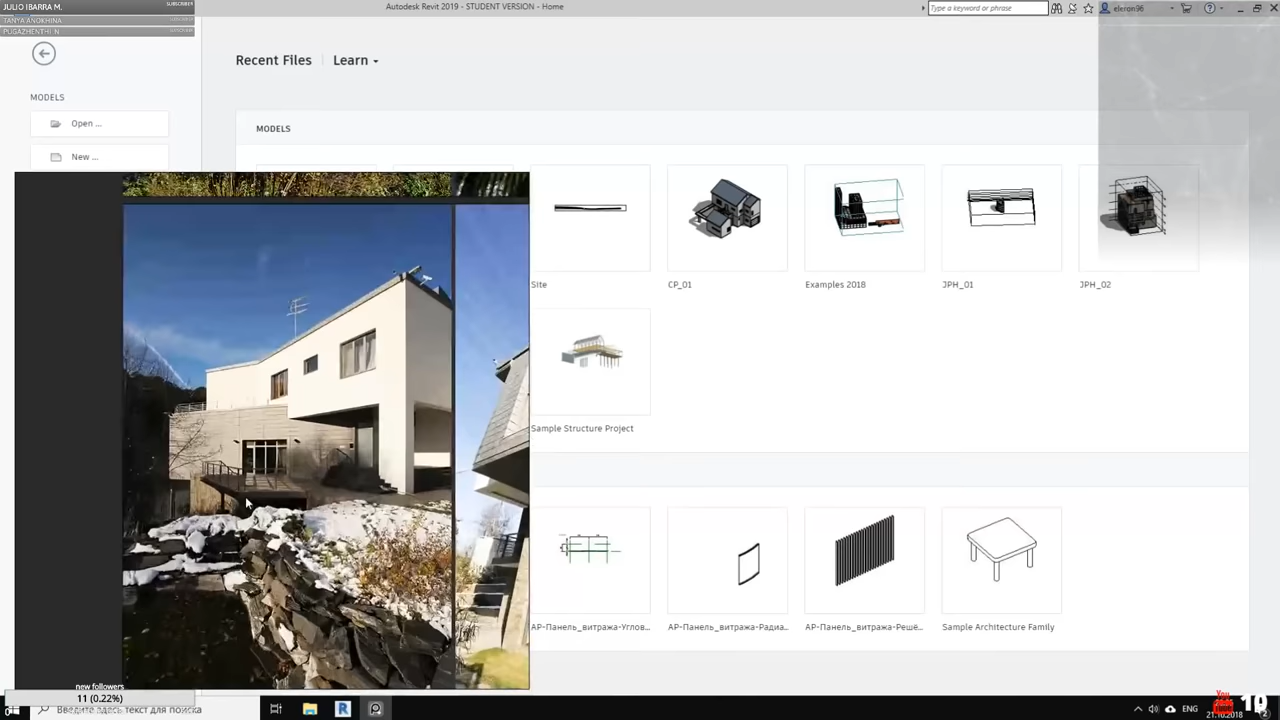 JULIO IBARRA M.
SUBSCRIBER
TANYA ANOKHINA
PUGAZHENTHI .N
Autodesk Revit 2019 - STUDENT VERSION - Home
Type a keyword or phrase
eleron96
Recent Files
Learn
MODELS
Open ...
New ...
MODELS
Site
CP_01
Examples 2018
JPH_01
JPH_02
Sample Structure Project
АР-Панель_витража-Углов...
АР-Панель_витража-Радиа...
АР-Панель_витража-Реше...
Sample Architecture Family
new followers
11 (0.22%)
Введите здесь текст для поиска
ENG
21.10.2018
You
10